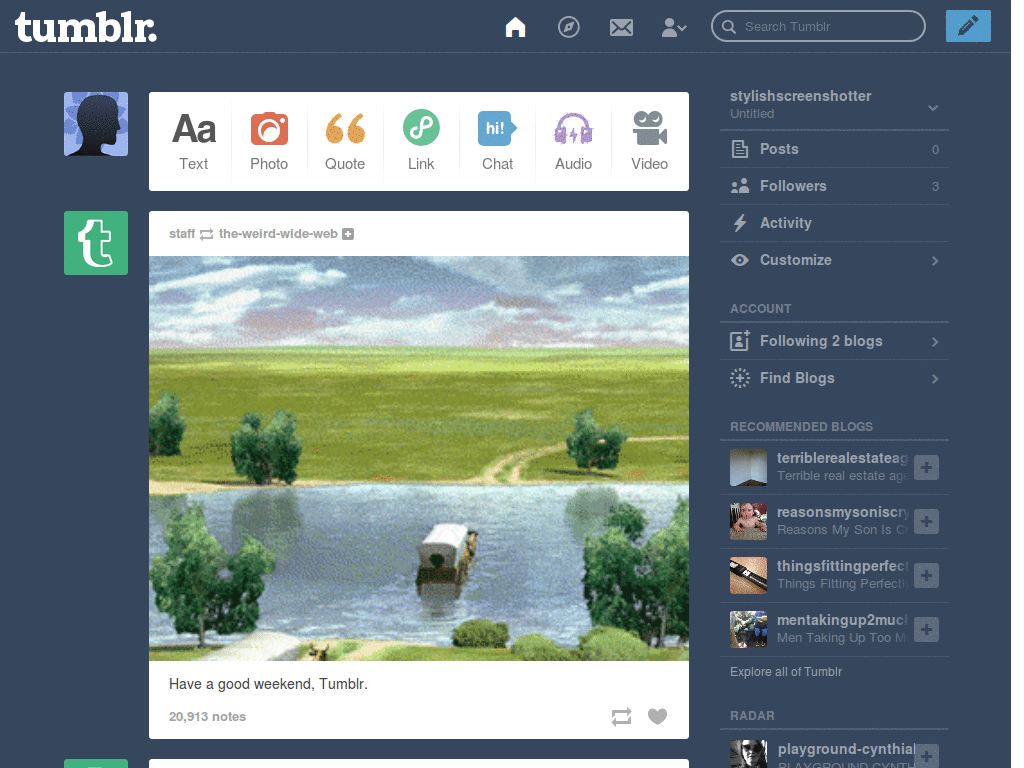 tumblr.
Search Tumblr
Aa
hi!
Text
Photo
Quote
Link
Chat
Audio
Video
t
staff the-weird-wide-web
Have a good weekend, Tumblr.
20,913 notes
stylishscreenshotter
Untitled
Posts 0
Followers 3
Activity
Customize
ACCOUNT
Following 2 blogs
Find Blogs
RECOMMENDED BLOGS
terriblerealestateag
Terrible real estate age
reasonsmysoniscry
Reasons My Son Is C
thingsfittingperfect
Things Fitting Perfectl
mentakingup2much
Men Taking Up Too M
Explore all of Tumblr
RADAR
playground-cynthial
PLAYGROUND CYNTH